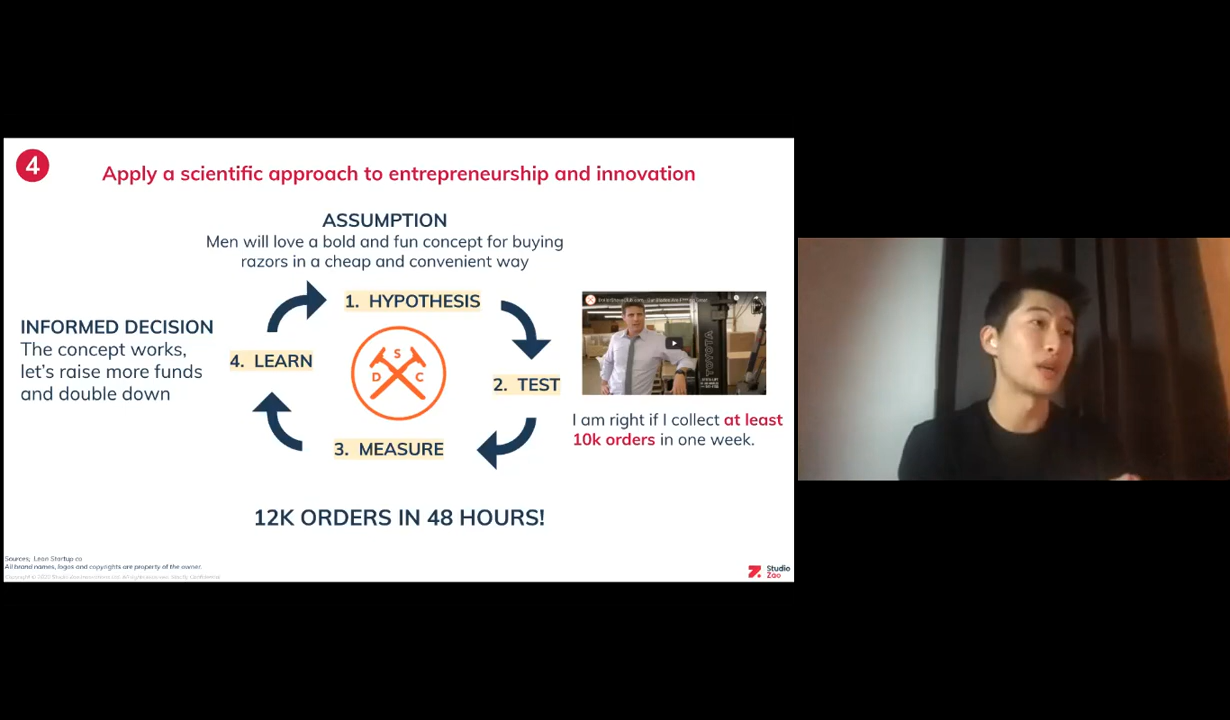 4
Apply a scientific approach to entrepreneurship and innovation
ASSUMPTION
Men will love a bold and fun concept for buying
razors in a cheap and convenient way
1. HYPOTHESIS
INFORMED DECISION
The concept works,
let's raise more funds
and double down
4. LEARN
S
D C
2. TEST
TOYOTA
I am right if I collect at least
10k orders in one week.
3. MEASURE
12K ORDERS IN 48 HOURS!
Sources, Lean Startup co
All brand names, logos and copyrights are property of the owner.
Studio
Zao